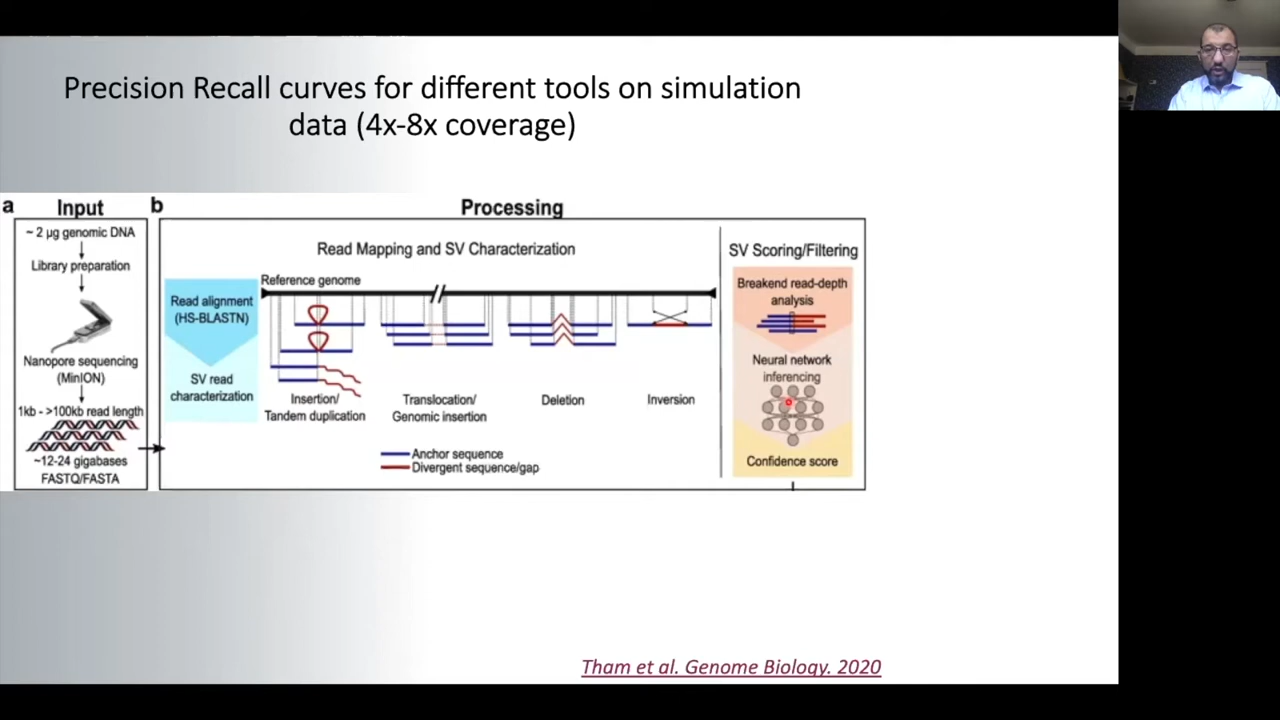 Precision Recall curves for different tools on simulation
data (4x-8x coverage)
a
Input
~ 2 µg genomic DNA
Library preparation
Nanopore sequencing
(MinION)
1kb - >100kb read length
~12-24 gigabases
FASTQ/FASTA
b
Processing
Read Mapping and SV Characterization
Read alignment
(HS-BLASTN)
SV read
characterization
Reference genome
Insertion/
Tandem duplication
Translocation/
Genomic insertion
Deletion
Inversion
Anchor sequence
Divergent sequence/gap
SV Scoring/Filtering
Breakend read-depth
analysis
Neural network
inferencing
Confidence score
Tham et al. Genome Biology. 2020